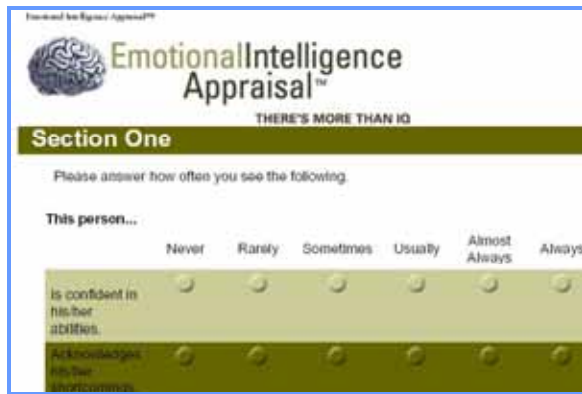 Emotional Intelligence Appraisal™
EmotionalIntelligence
Appraisal™
THERE'S MORE THAN IQ
Section One
Please answer how often you see the following.
This person...
Never Rarely Sometimes Usually Almost Always Always
is confident in
his/her
abilities.
Acknowledges
his/her
shortcomings.